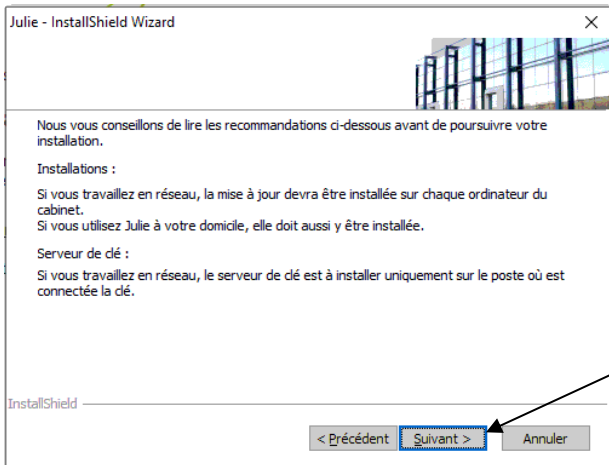 Julie - InstallShield Wizard
Nous vous conseillons de lire les recommandations ci-dessous avant de poursuivre votre
installation.
Installations :
Si vous travaillez en réseau, la mise à jour devra être installée sur chaque ordinateur du
cabinet.
Si vous utilisez Julie à votre domicile, elle doit aussi y être installée.
Serveur de clé :
Si vous travaillez en réseau, le serveur de clé est à installer uniquement sur le poste où est
connectée la clé.
InstallShield
< Précédent Suivant > Annuler